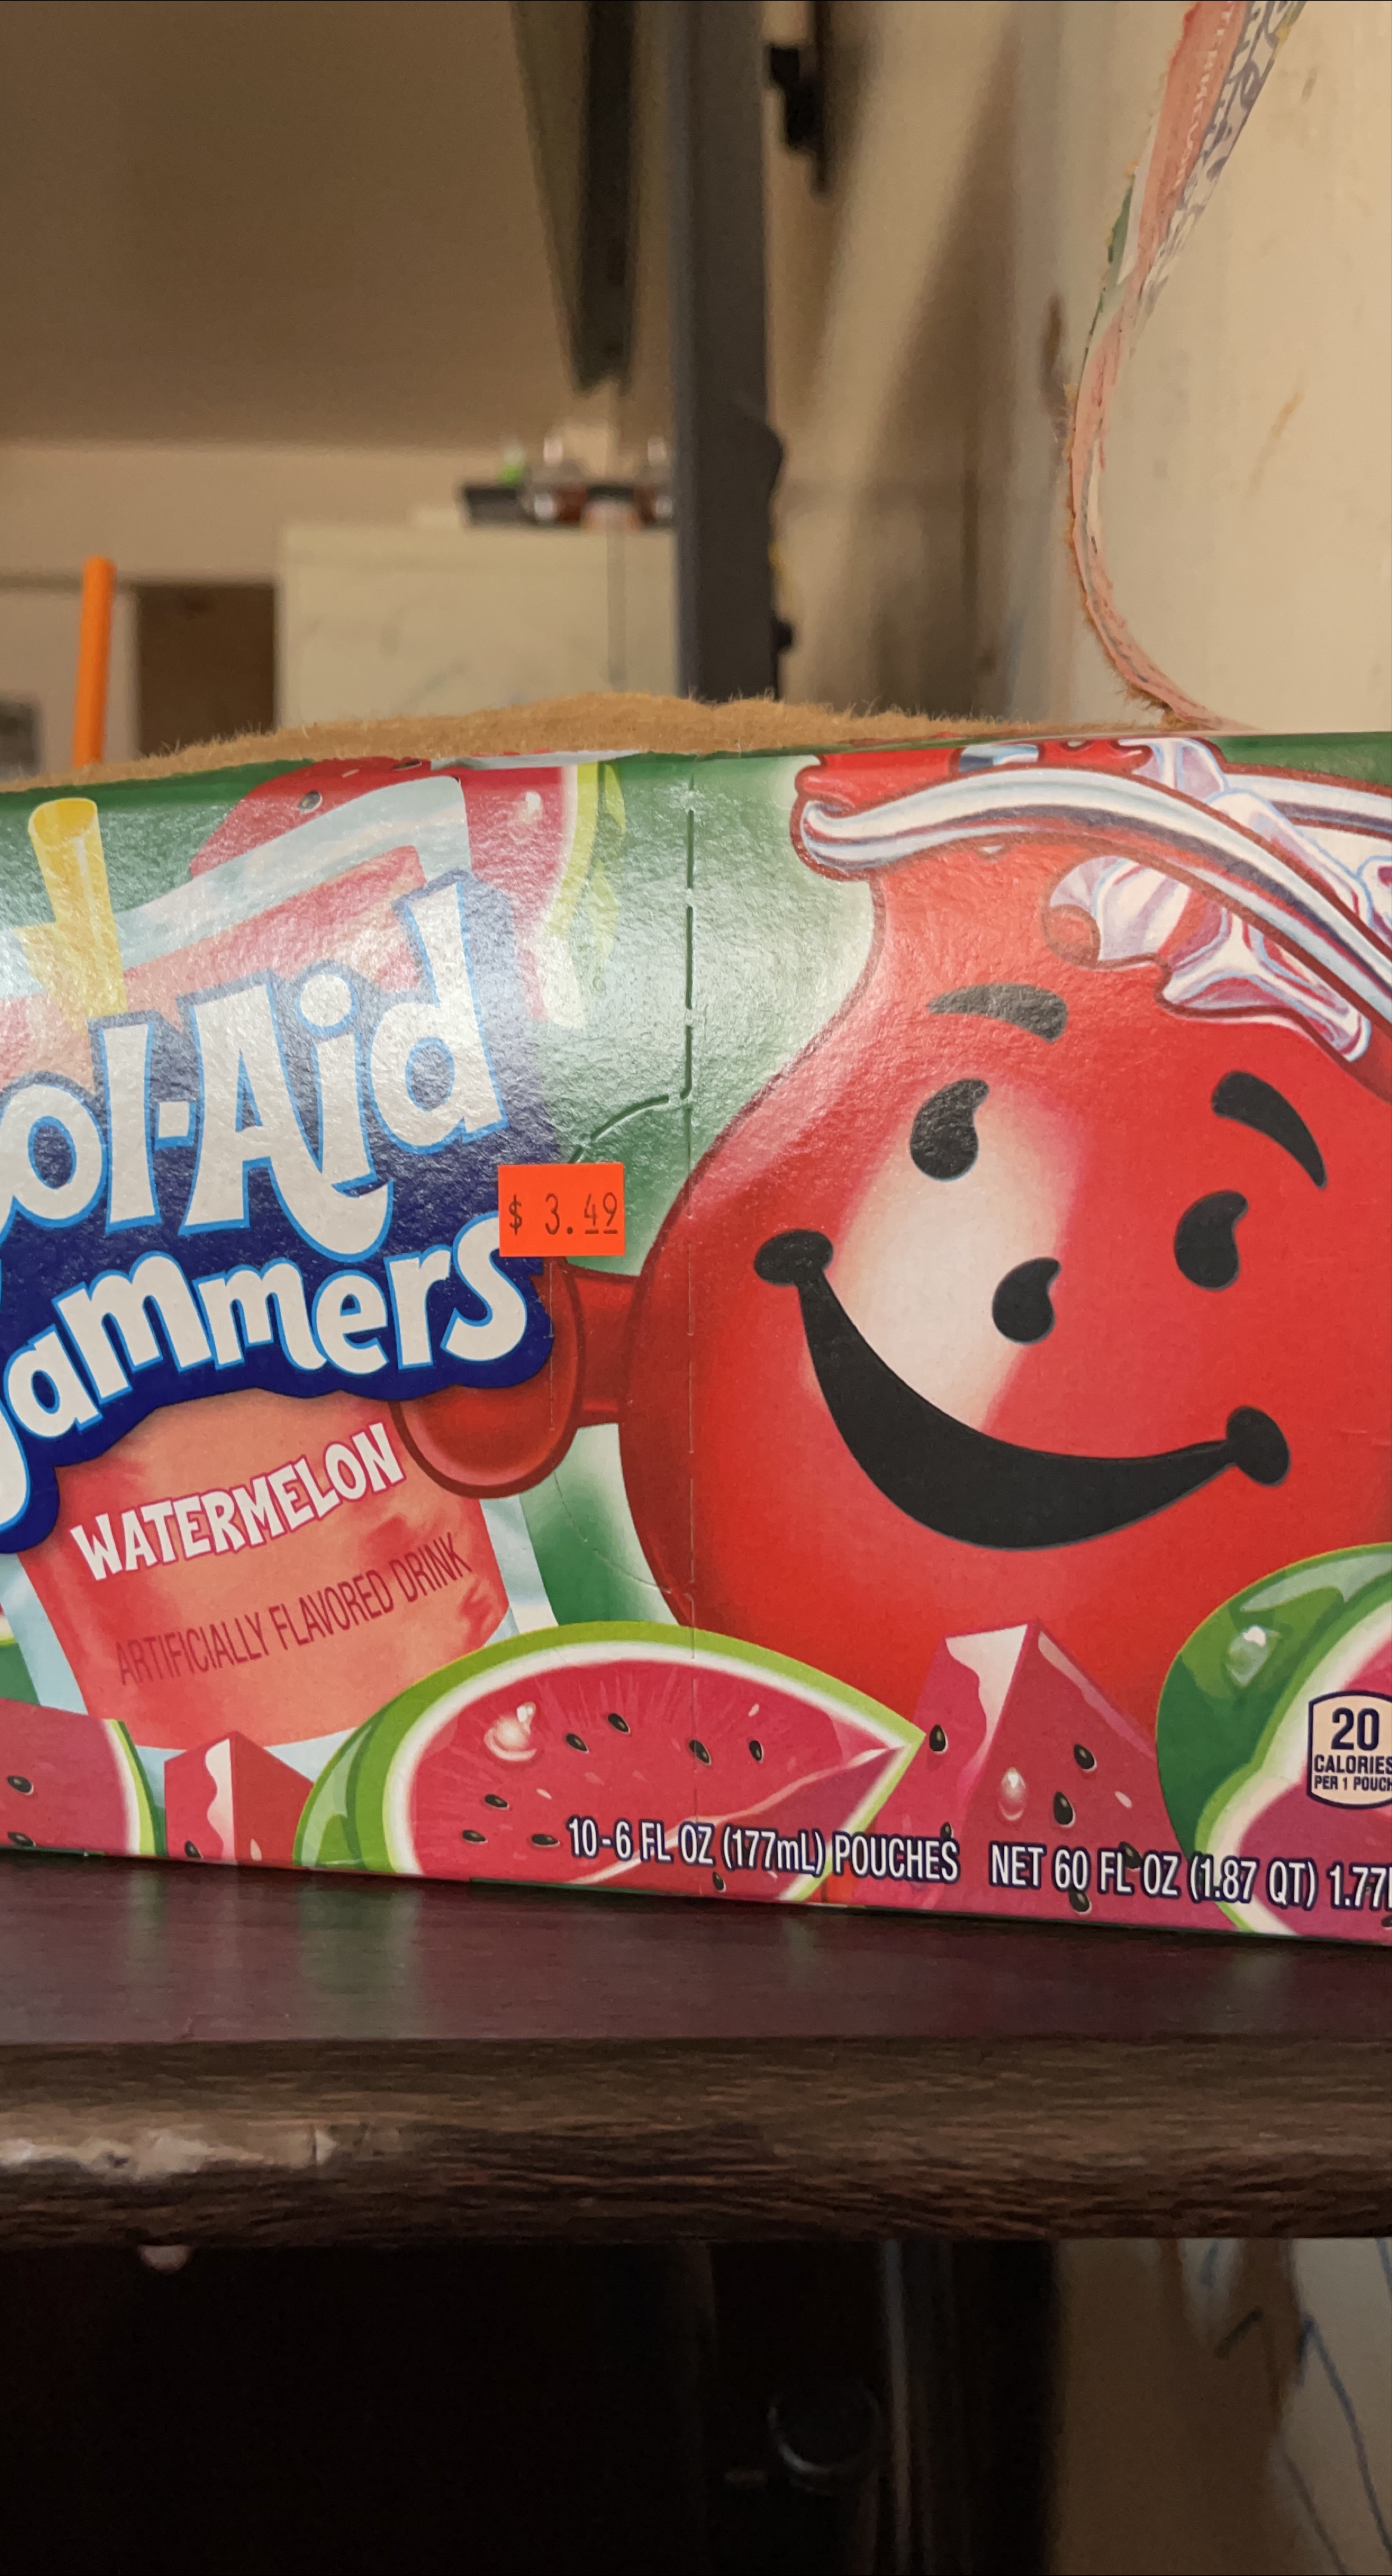 ol-Aid
$ 3.49
ammers
WATERMELON
ARTIFICIALLY FLAVORED DRINK
20
CALORIES
PER 1 POUCH
10-6 FL OZ (177mL) POUCHES NET 60 FL OZ (1.87 QT) 1.77